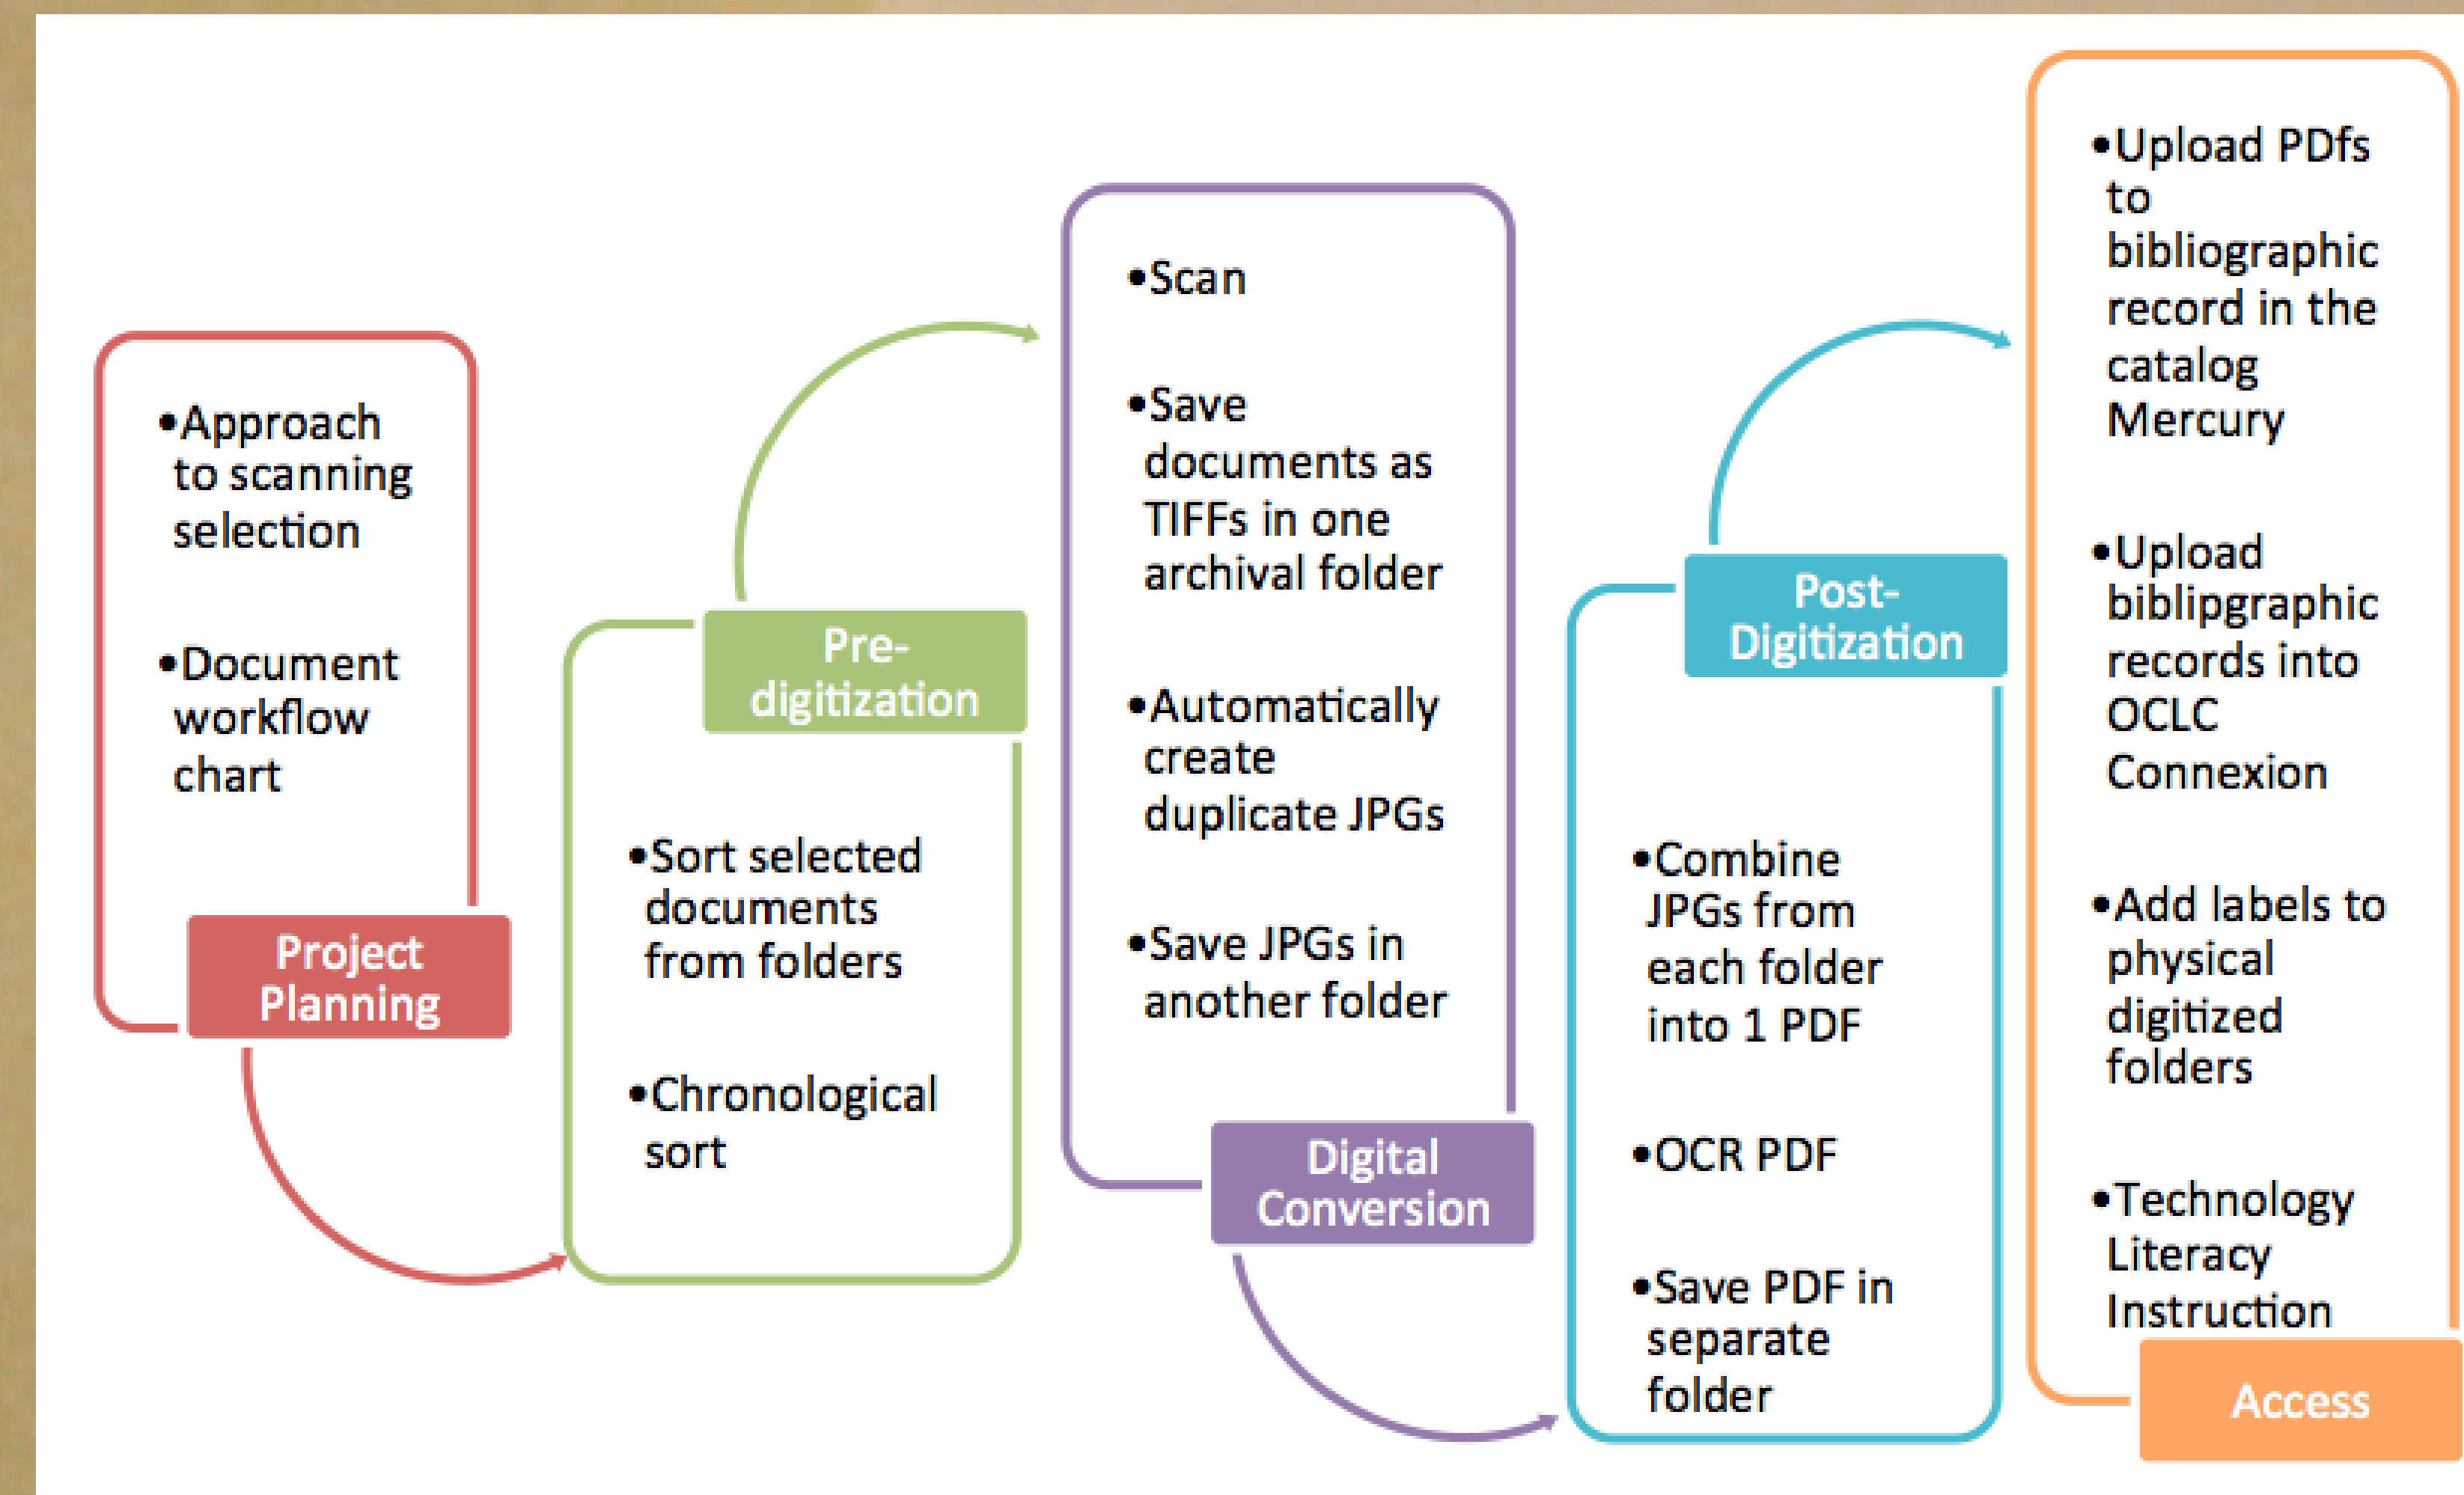 •Approach
to scanning
selection
•Document
workflow
chart
Project
Planning
Pre-
digitization
•Sort selected
documents
from folders
•Chronological
sort
•Scan
•Save
documents as
TIFFs in one
archival folder
•Automatically
create
duplicate JPGs
•Save JPGs in
another folder
Digital
Conversion
Post-
Digitization
•Combine
JPGs from
each folder
into 1 PDF
•OCR PDF
•Save PDF in
separate
folder
•Upload PDfs
to
bibliographic
record in the
catalog
Mercury
•Upload
biblipgraphic
records into
OCLC
Connexion
•Add labels to
physical
digitized
folders
•Technology
Literacy
Instruction
Access